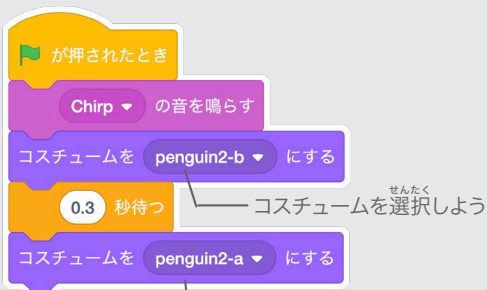 が押されたとき
Chirp の音を鳴らす
コスチュームを penguin2-b にする
0.3 秒待つ
せんたく
コスチュームを選択しよう
コスチュームを penguin2-a にする